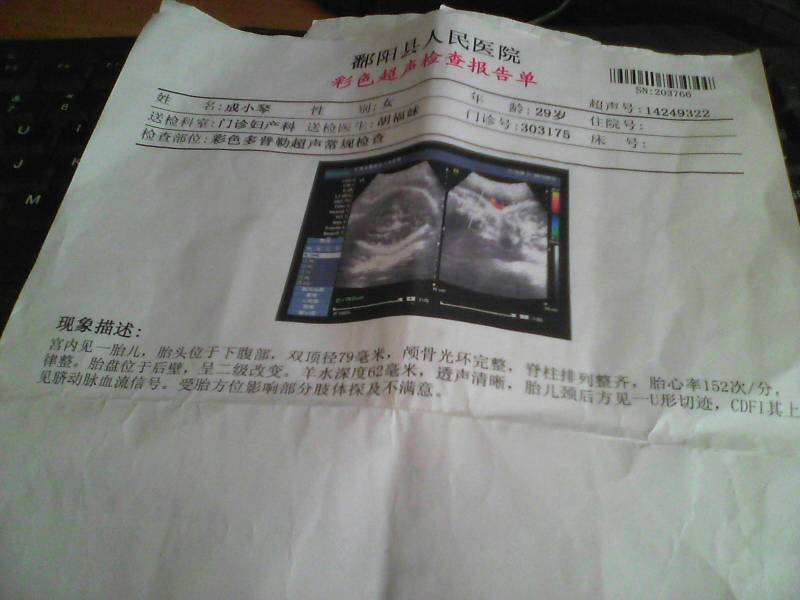 鄱阳县人民医院
彩色超声检查报告单
SN:203766
姓 名:成小琴 性 别:女 年 龄:29岁 超声号:14249322
送检科室:门诊妇产科 送检医生:胡福妹 门诊号:303175 住院号:
检查部位:彩色多普勒超声常规检查 床 号:
现象描述:
宫内见一胎儿，胎头位于下腹部，双顶径79毫米，颅骨光环完整，脊柱排列整齐，胎心率152次/分，
律整。胎盘位于后壁，呈二级改变。羊水深度62毫米，透声清晰，胎儿颈后方见一U形切迹，CDFI其上
见脐动脉血流信号。受胎方位影响部分肢体探及不满意。